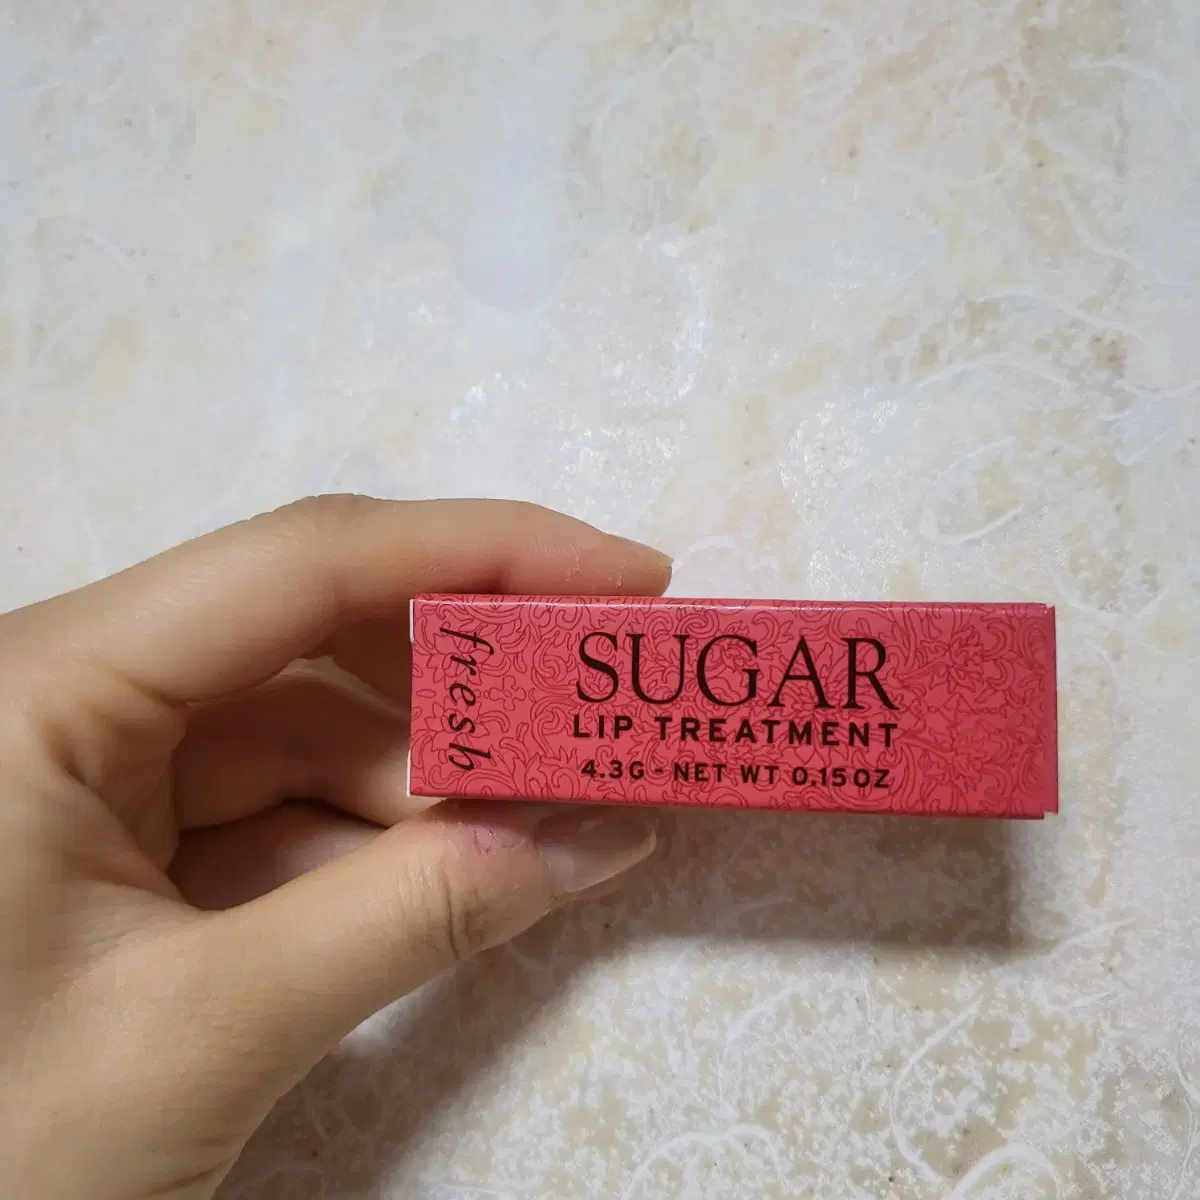 fresh
SUGAR
LIP TREATMENT
4.3G - NET WT 0.15OZ